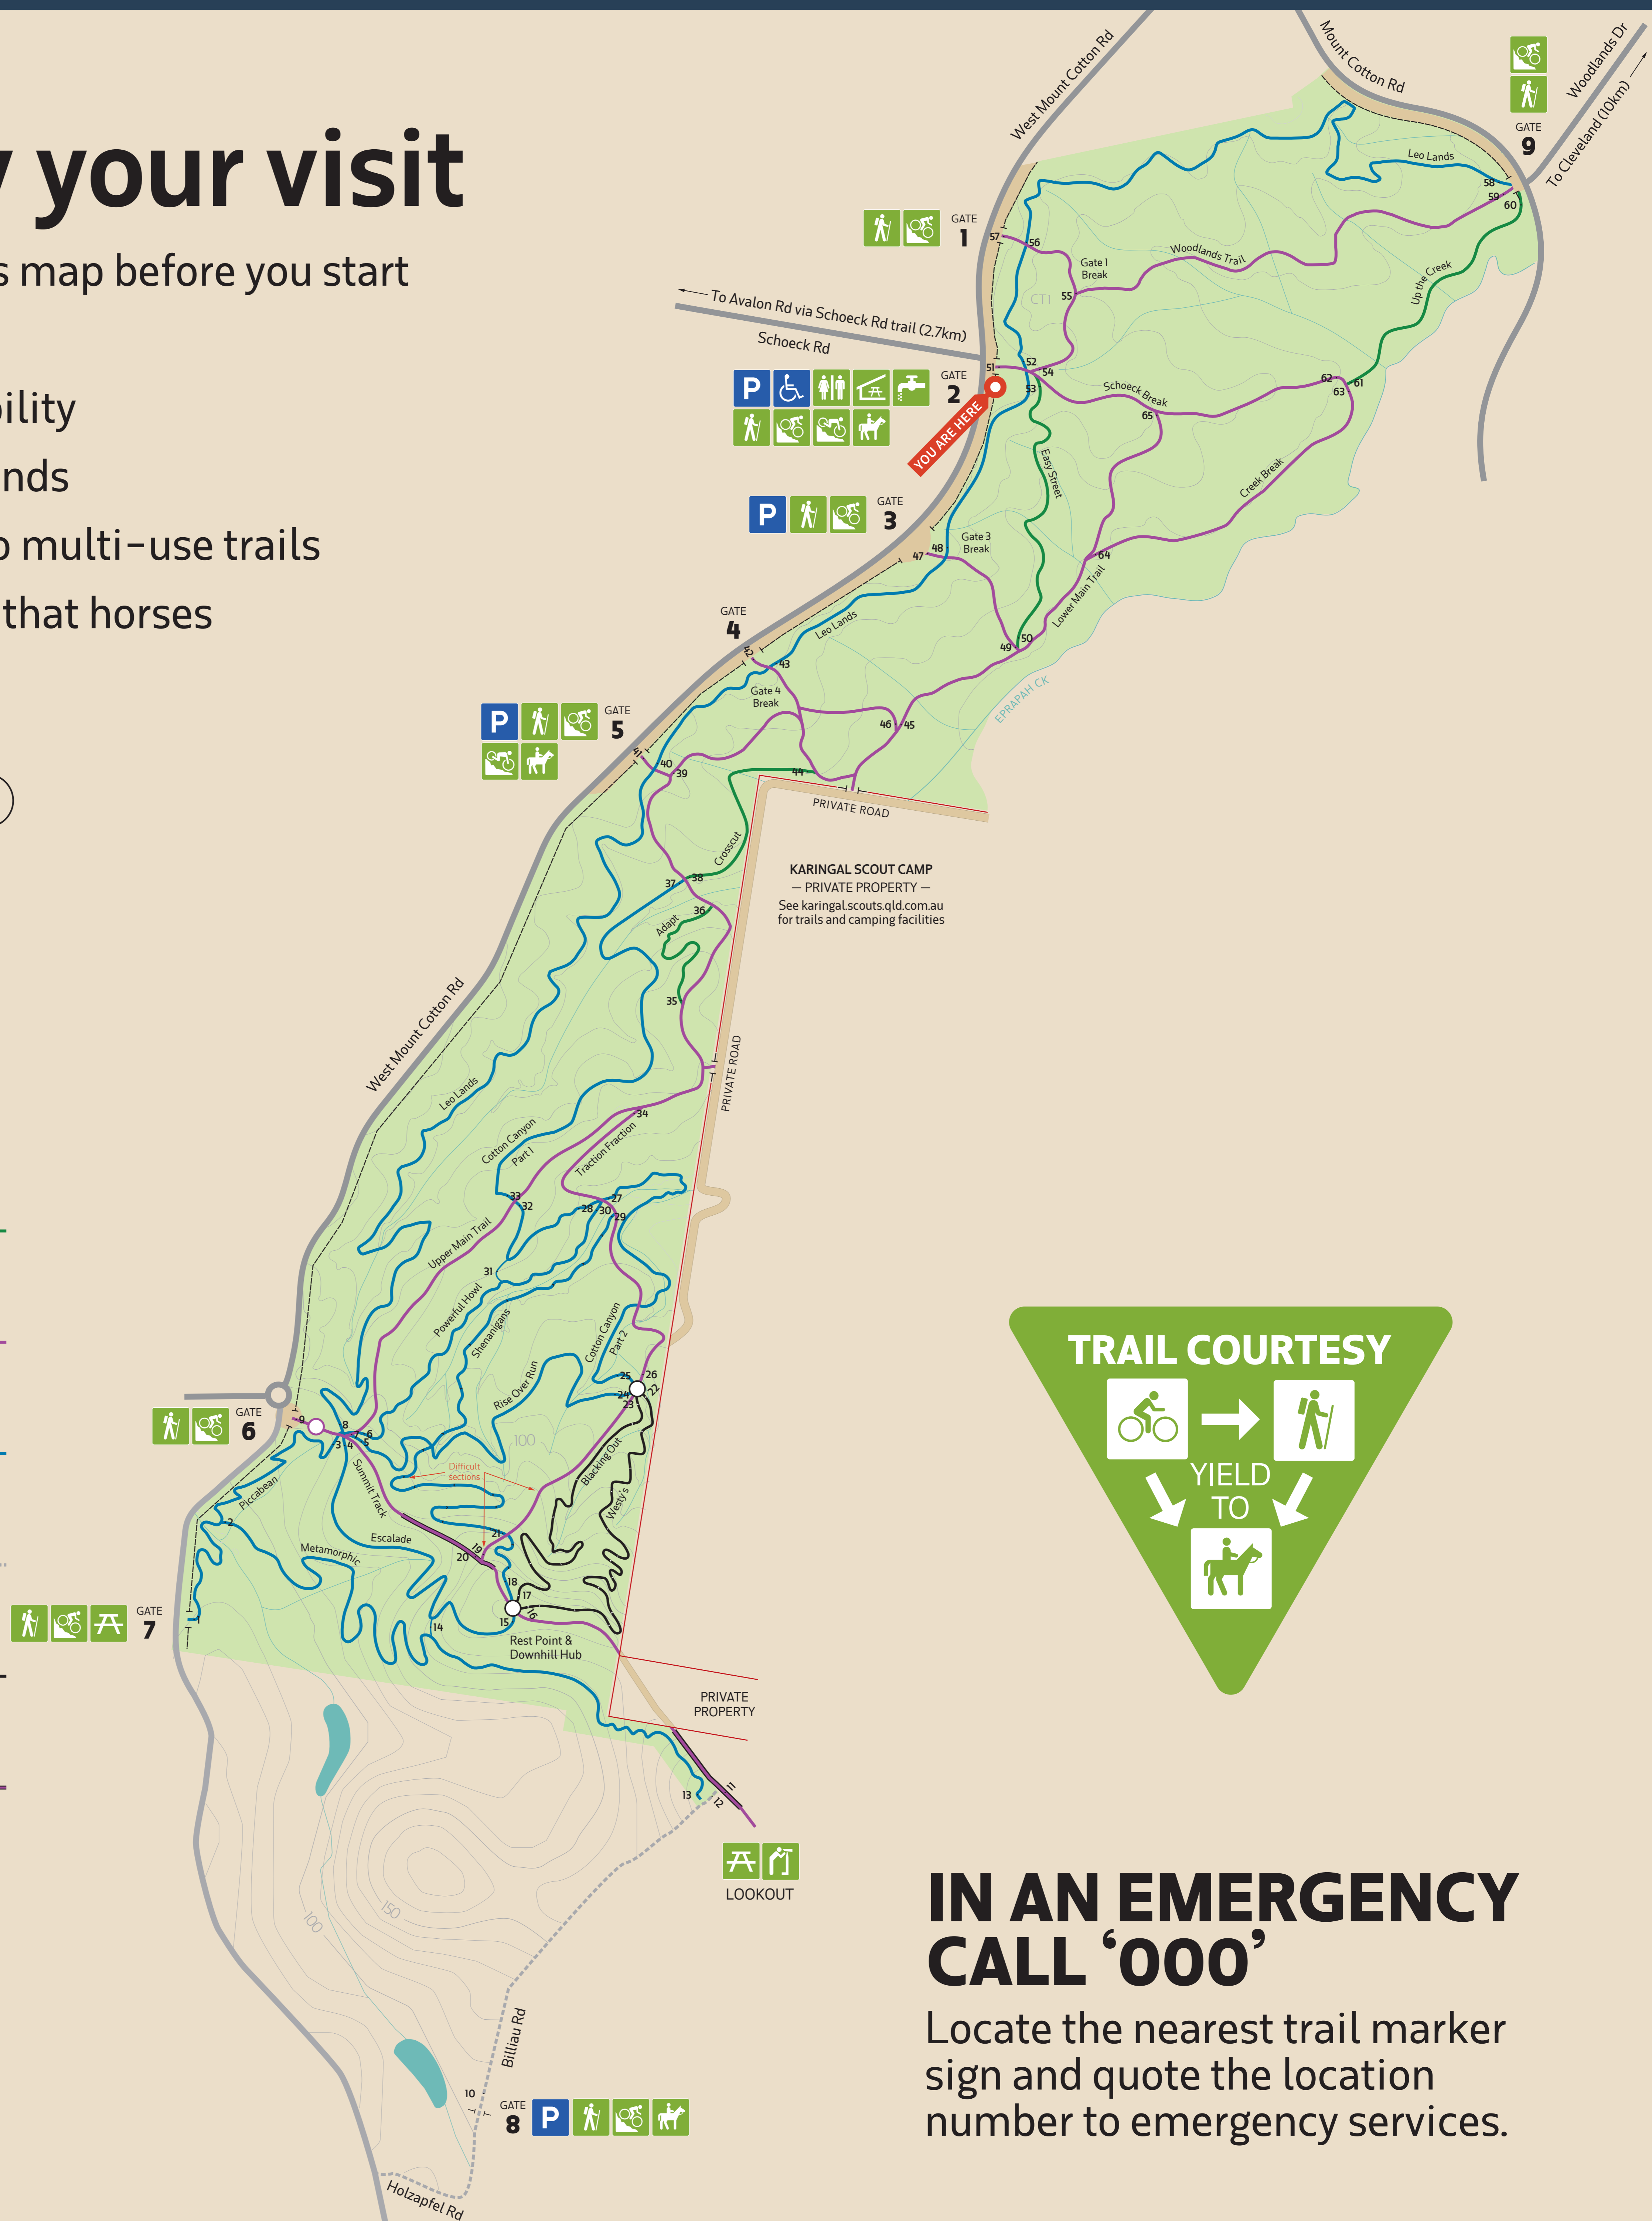 y your visit
s map before you start
ility
nds
o multi-use trails
that horses
West Mount Cotton Rd
Mount Cotton Rd
Woodlands Dr
To Cleveland (10km)
GATE
9
Leo Lands
58
59
60
GATE
1
57
56
Gate 1
Break
Woodlands Trail
Up the Creek
CT1
55
To Avalon Rd via Schoeck Rd trail (2.7km)
Schoeck Rd
51
52
54
53
P
GATE
2
YOU ARE HERE
Schoeck Break
62
61
63
65
Easy Street
Creek Break
P
GATE
3
47
48
Gate 3
Break
64
Lower Main Trail
GATE
4
42
43
Leo Lands
49
50
Gate 4
Break
EPRAPAH CK
P
GATE
5
41
46
45
40
39
44
PRIVATE ROAD
Crosscut
KARINGAL SCOUT CAMP
— PRIVATE PROPERTY —
See karingal.scouts.qld.com.au
for trails and camping facilities
37
38
36
Adapt
35
West Mount Cotton Rd
PRIVATE ROAD
Leo Lands
34
Cotton Canyon
Part 1
Traction Fraction
33
32
27
28
30
29
Upper Main Trail
31
Powerful Howl
Shenanigans
Cotton Canyon
Part 2
Rise Over Run
25
26
24
22
23
GATE
6
9
8
7
6
3
4
5
100
Difficult
sections
Summit Track
Blacking Out
Piccabean
Westy's
2
Escalade
Metamorphic
21
19
20
18
17
16
15
GATE
7
1
14
Rest Point &
Downhill Hub
PRIVATE
PROPERTY
13
11
12
LOOKOUT
100
150
Billiau Rd
10
GATE
8
P
Holzapfel Rd
TRAIL COURTESY
YIELD
TO
IN AN EMERGENCY
CALL ‘000’
Locate the nearest trail marker
sign and quote the location
number to emergency services.